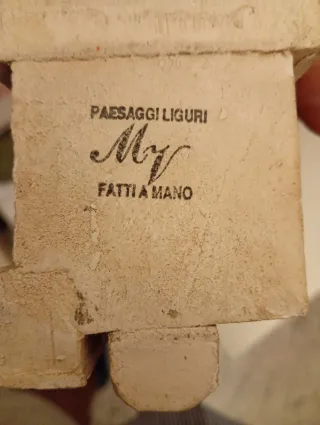 PAESAGGI LIGURI
MV
FATTI A MANO